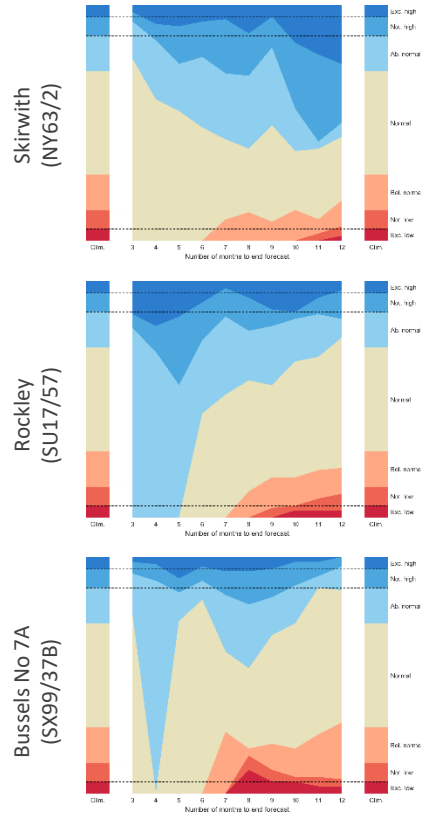 Skirwith
(NY63/2)
Exc. high
Not. high
Ab. normal
Normal
Bel. norma
Not. low
Exc. low
Clim.
3 4 5 6 7 8 9 10 11 12
Clim.
Number of months to end forecast
Rockley
(SU17/57)
Exc. high
Not. high
Ab. normal
Normal
Bel. norma
Not. low
Exc. low
Clim.
3 4 5 6 7 8 9 10 11 12
Clim.
Number of months to end forecast
Bussels No 7A
(SX99/37B)
Exc. high
Not. high
Ab. normal
Normal
Bel. norma
Not. low
Exc. low
Clim.
3 4 5 6 7 8 9 10 11 12
Clim.
Number of months to end forecast